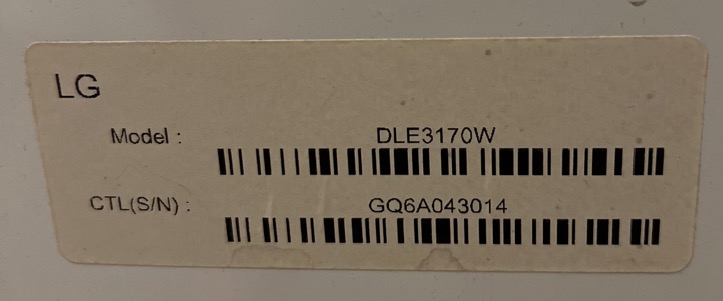 LG
Model : DLE3170W
CTL(S/N) : GQ6A043014